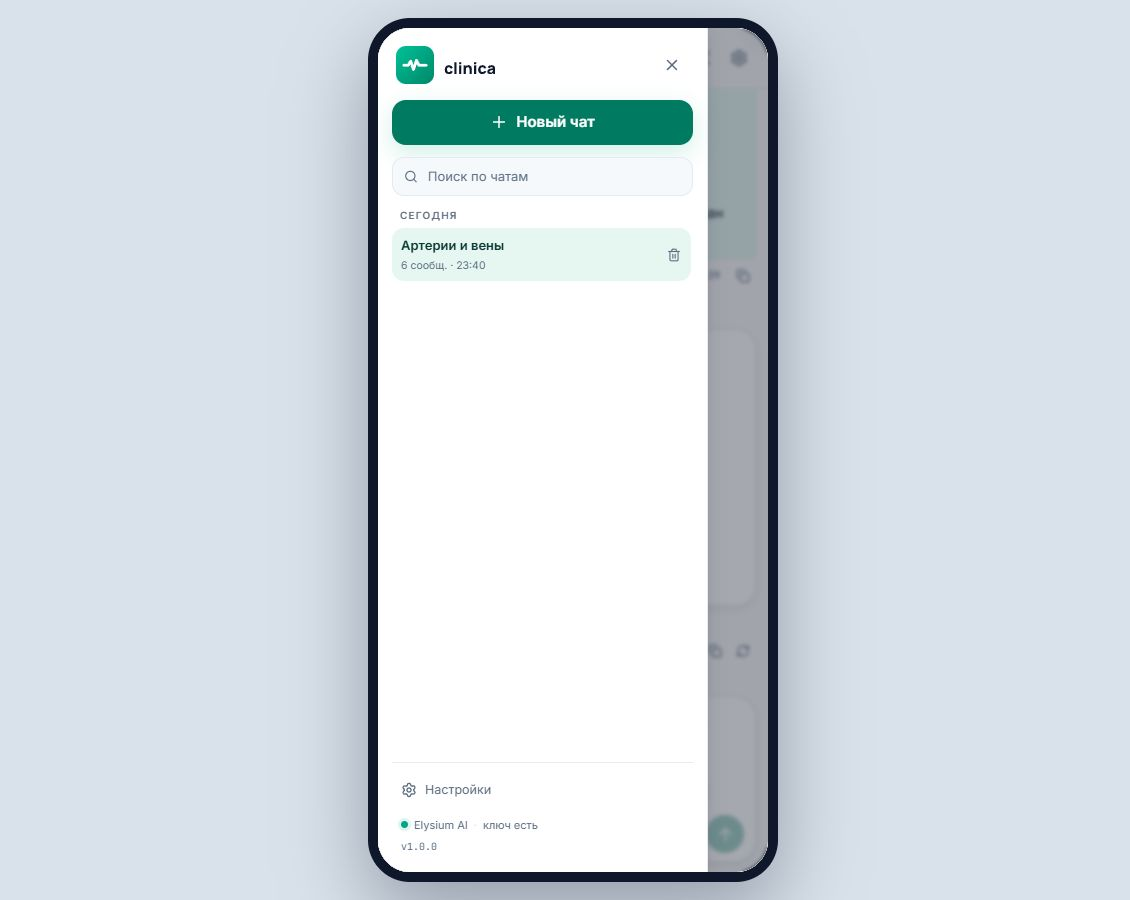 clinica
Новый чат
Поиск по чатам
СЕГОДНЯ
Артерии и вены
6 сообщ. · 23:40
Настройки
Elysium AI · ключ есть
v1.0.0